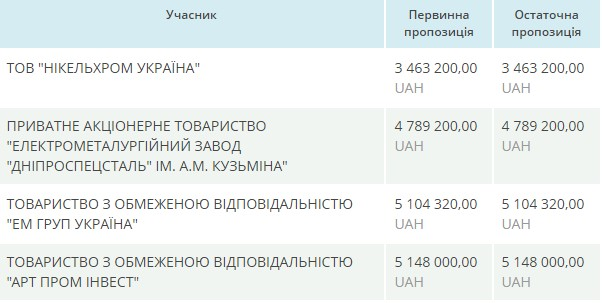 Учасник Первинна пропозиція Остаточна пропозиція
ТОВ "НІКЕЛЬХРОМ УКРАЇНА" 3 463 200,00 3 463 200,00
UAH UAH
ПРИВАТНЕ АКЦІОНЕРНЕ ТОВАРИСТВО 4 789 200,00 4 789 200,00
"ЕЛЕКТРОМЕТАЛУРГІЙНИЙ ЗАВОД UAH UAH
"ДНІПРОСПЕЦСТАЛЬ" ІМ. А.М. КУЗЬМІНА"
ТОВАРИСТВО З ОБМЕЖЕНОЮ ВІДПОВІДАЛЬНІСТЮ 5 104 320,00 5 104 320,00
"ЕМ ГРУП УКРАЇНА" UAH UAH
ТОВАРИСТВО З ОБМЕЖЕНОЮ ВІДПОВІДАЛЬНІСТЮ 5 148 000,00 5 148 000,00
"АРТ ПРОМ ІНВЕСТ" UAH UAH